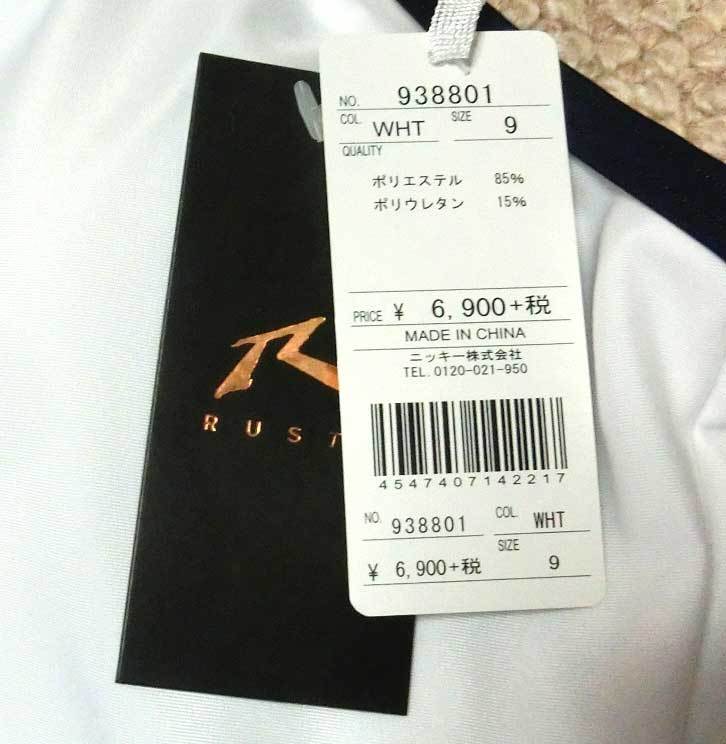 NO. 938801
COL. WHT SIZE 9
QUALITY
ポリエステル 85%
ポリウレタン 15%
PRICE ¥ 6,900+税
MADE IN CHINA
ニッキー株式会社
TEL. 0120-021-950
4547407142217
NO. 938801 COL. WHT
SIZE
¥ 6,900+税 9
R
RUST